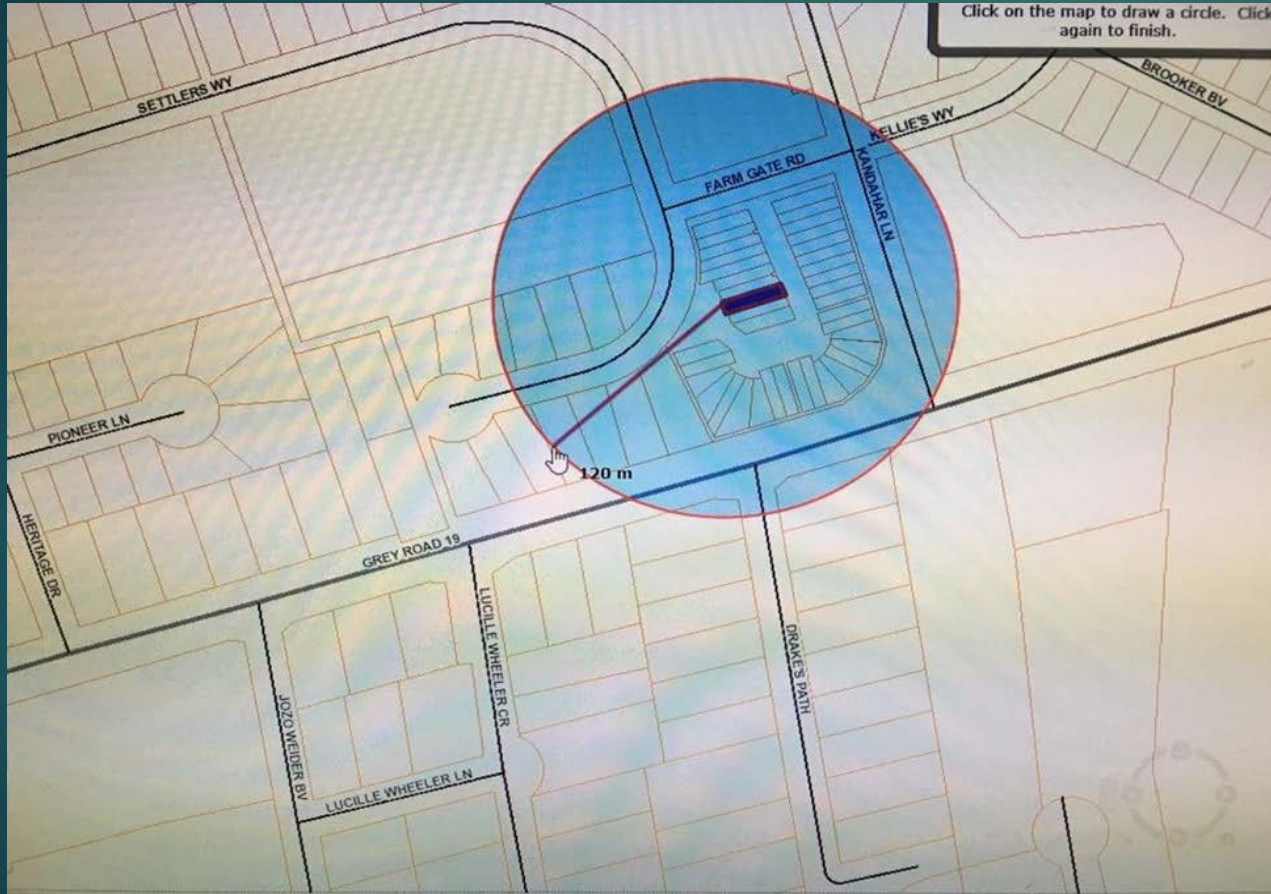 Click on the map to draw a circle. Click
again to finish.
BROOKER BV
SETTLERS WY
KELLIE'S WY
FARM GATE RD
KANDAHAR LN
PIONEER LN
120 m
HERITAGE DR
GREY ROAD 19
LUCILLE WHEELER CR
DRAKE'S PATH
JOZO WEIDER BV
LUCILLE WHEELER LN